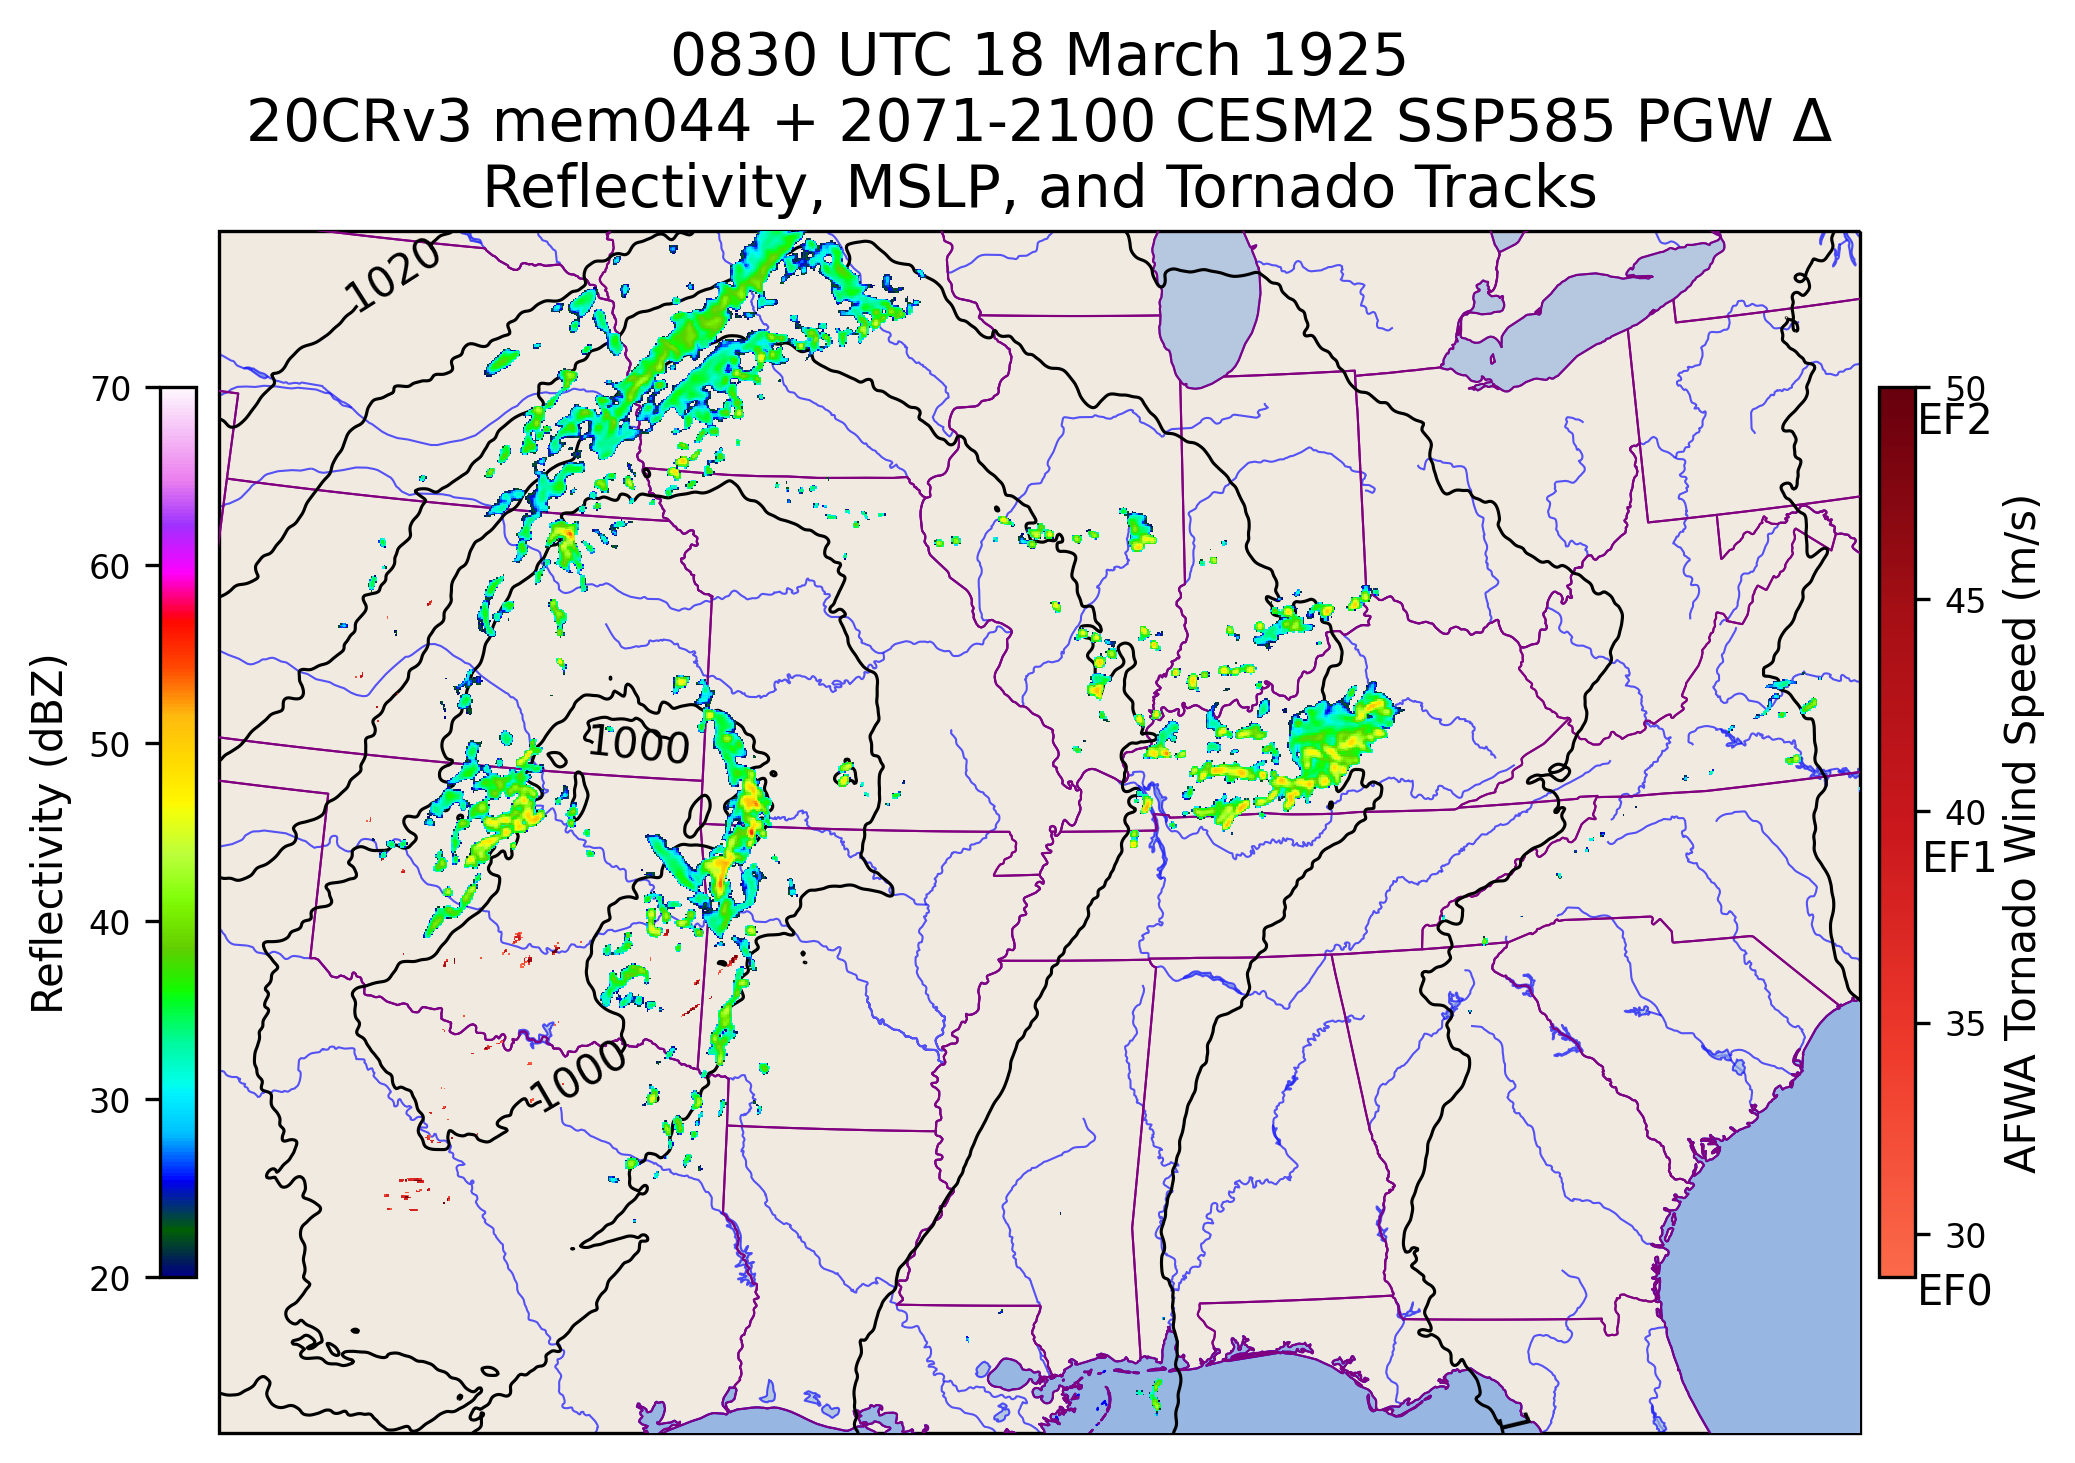 0830 UTC 18 March 1925
20CRv3 mem044 + 2071-2100 CESM2 SSP585 PGW Δ
Reflectivity, MSLP, and Tornado Tracks
1020
1000
1000
70
60
50
40
30
20
Reflectivity (dBZ)
50
EF2
45
40
EF1
35
30
EF0
AFWA Tornado Wind Speed (m/s)